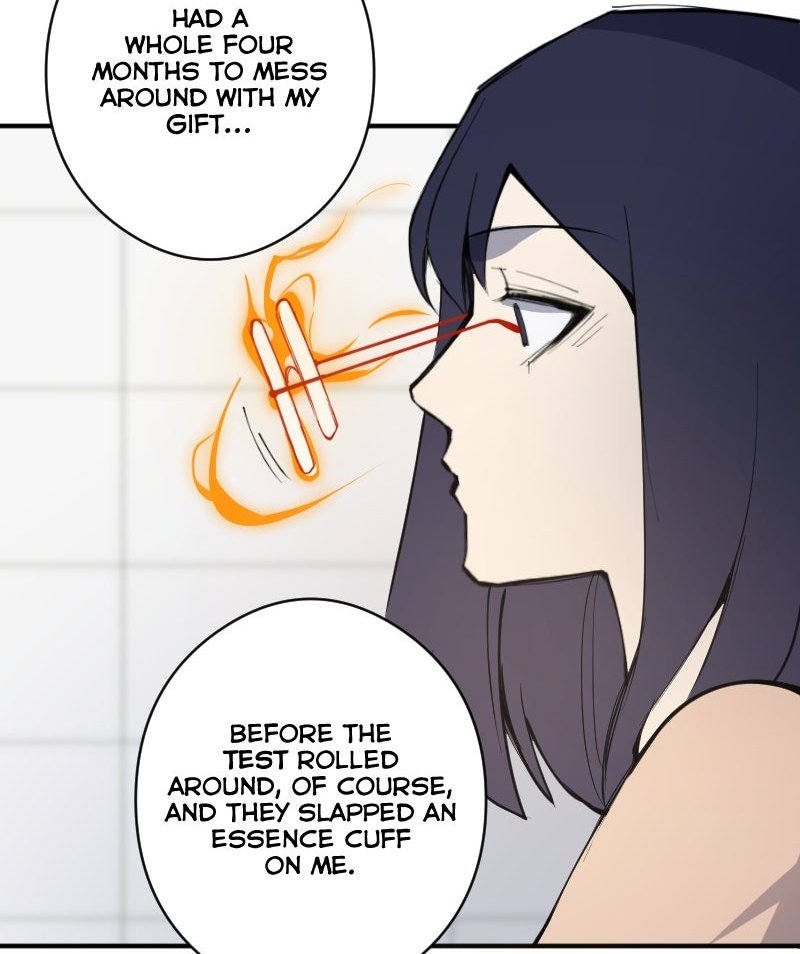 HAD A
WHOLE FOUR
MONTHS TO MESS
AROUND WITH MY
GIFT...
BEFORE THE
TEST ROLLED
AROUND, OF COURSE,
AND THEY SLAPPED AN
ESSENCE CUFF
ON ME.